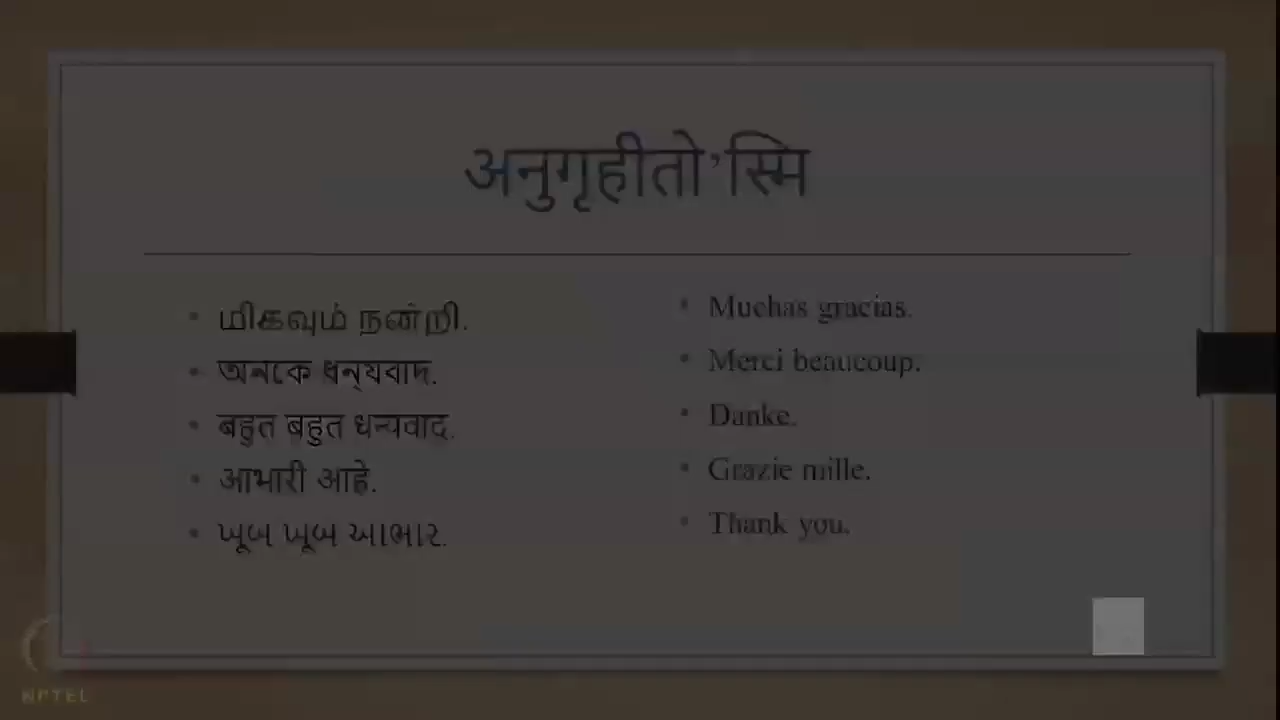 अनुगृहीतो’स्मि
மிகவும் நன்றி.
অনেক ধন্যবাদ.
बहुत बहुत धन्यवाद.
आभारी आहे.
ખૂબ ખૂબ આભાર.
Muchas gracias.
Merci beaucoup.
Danke.
Grazie mille.
Thank you.
NPTEL